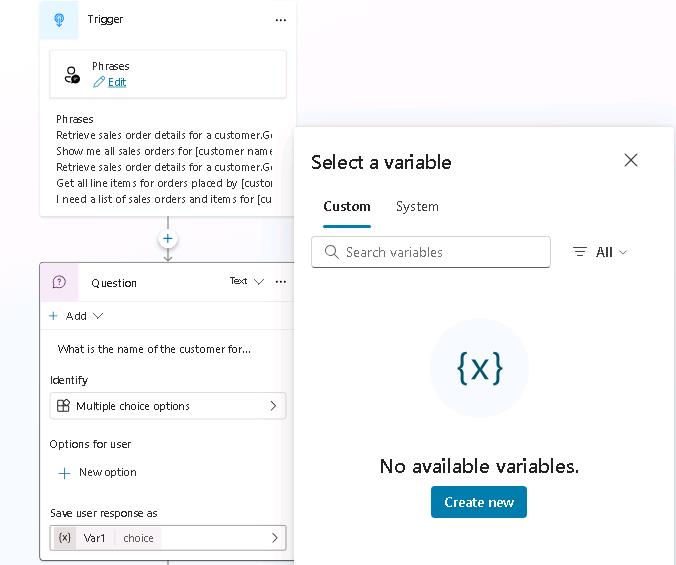 Trigger
Phrases
Edit
Phrases
Retrieve sales order details for a customer.Ge
Show me all sales orders for [customer name
Retrieve sales order details for a customer.Ge
Get all line items for orders placed by [custor
I need a list of sales orders and items for [cu
Question
Text
Add
What is the name of the customer for...
Identify
Multiple choice options
Options for user
New option
Save user response as
{x} Var1 choice
Select a variable
Custom System
Search variables
All
{x}
No available variables.
Create new